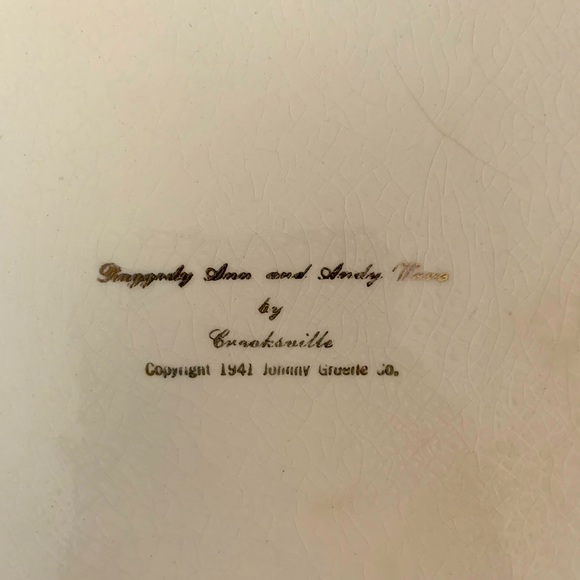 Raggedy Ann and Andy Ware
by
Crooksville
Copyright 1941 Johnny Gruelle Co.